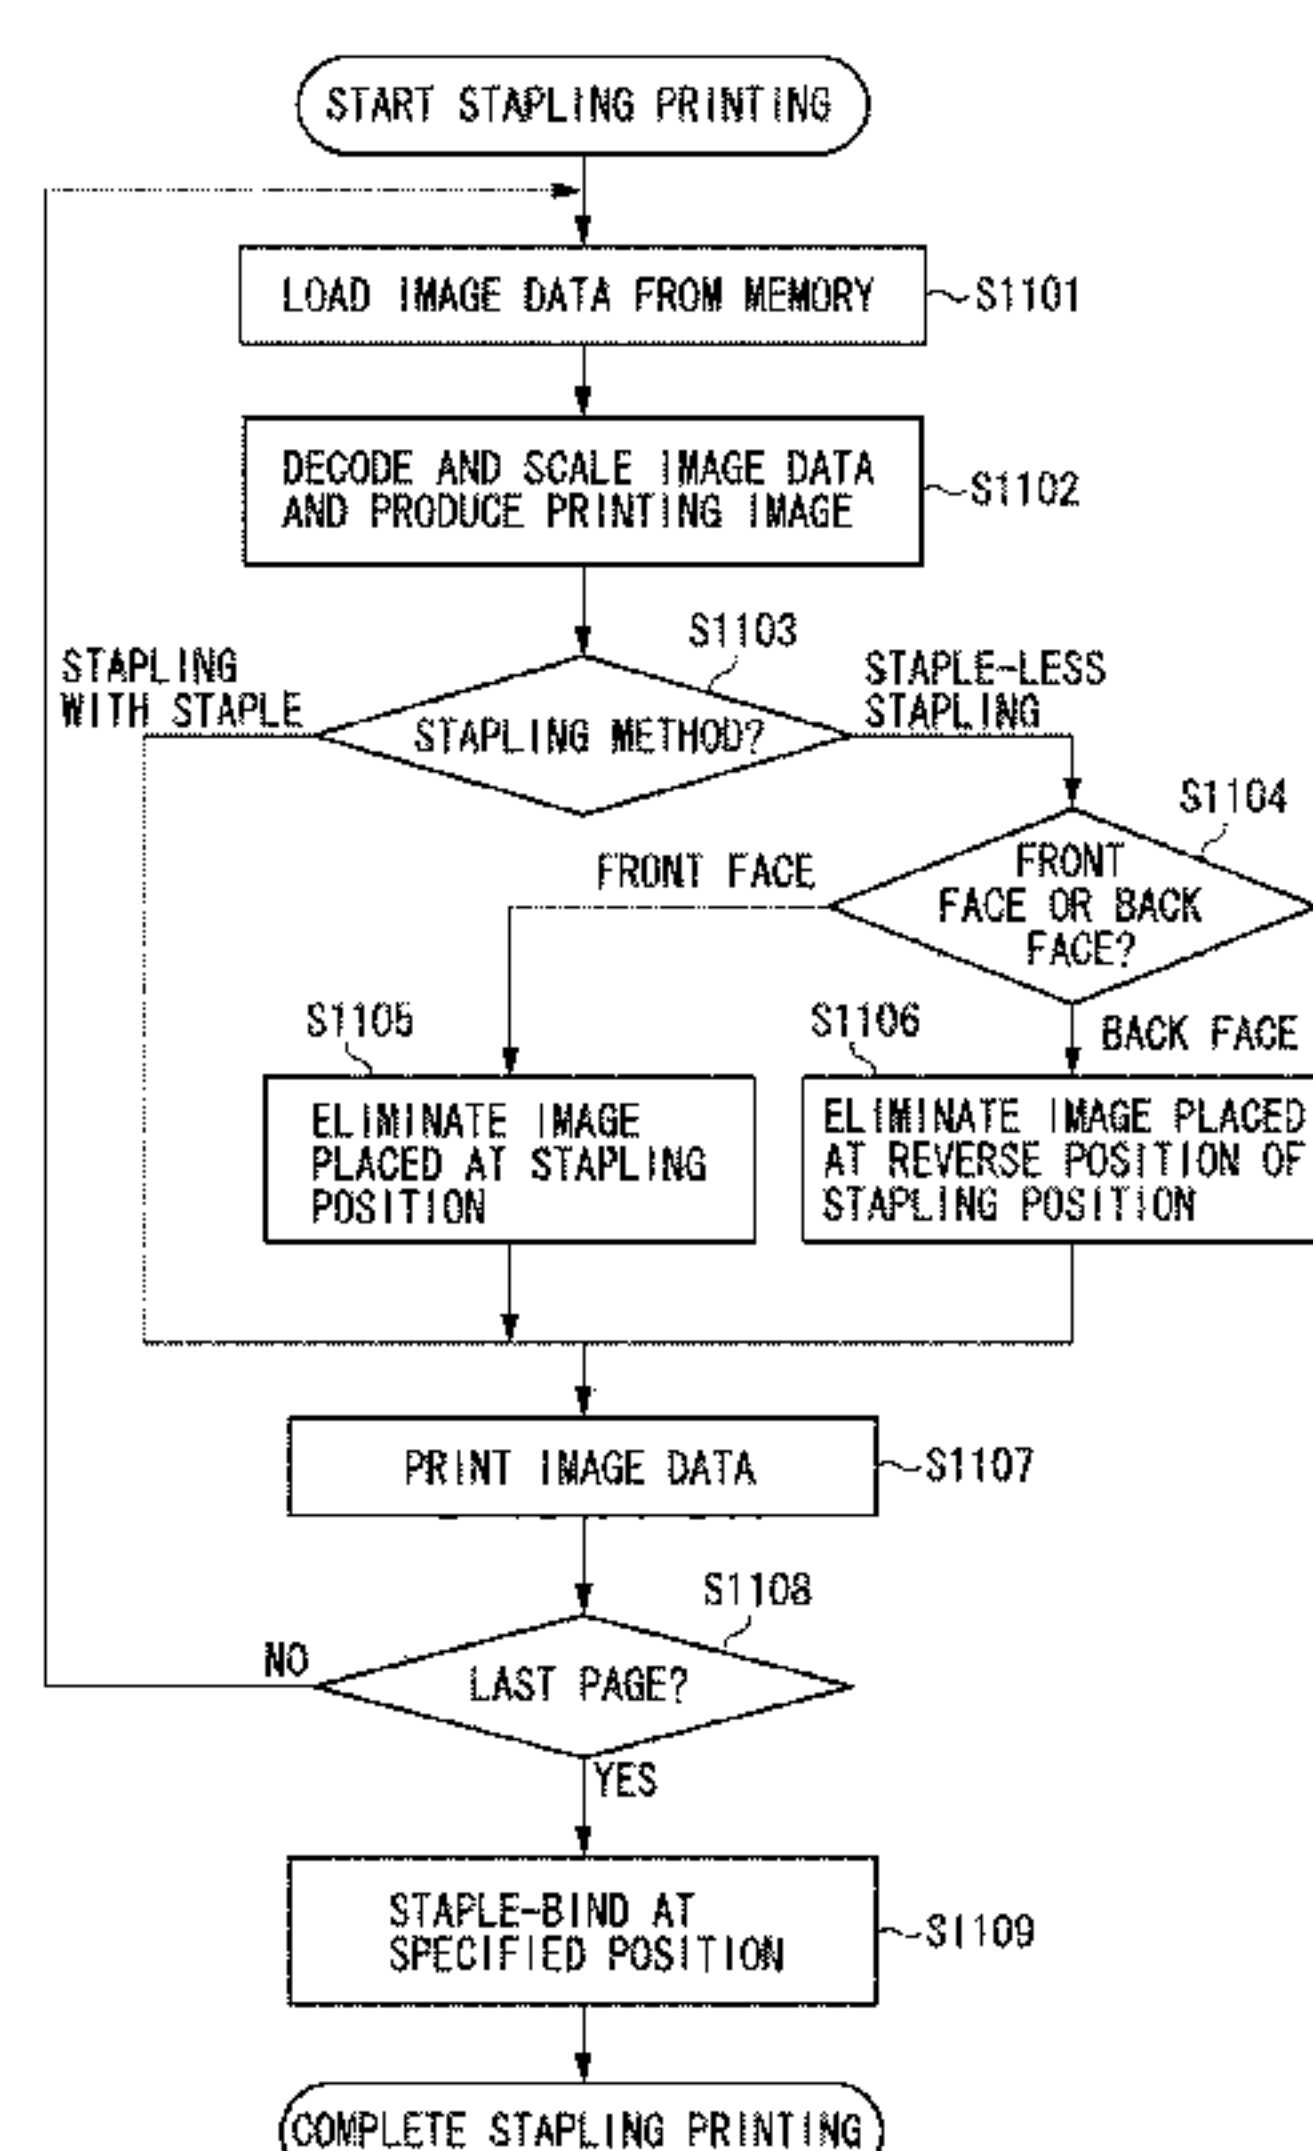 START STAPLING PRINTING
LOAD IMAGE DATA FROM MEMORY
S1101
DECODE AND SCALE IMAGE DATA
AND PRODUCE PRINTING IMAGE
S1102
S1103
STAPLING
WITH STAPLE
STAPLING METHOD?
STAPLE-LESS
STAPLING
S1104
FRONT FACE
FRONT
FACE OR BACK
FACE?
S1105
S1106
BACK FACE
ELIMINATE IMAGE
PLACED AT STAPLING
POSITION
ELIMINATE IMAGE PLACED
AT REVERSE POSITION OF
STAPLING POSITION
PRINT IMAGE DATA
S1107
S1108
NO
LAST PAGE?
YES
STAPLE-BIND AT
SPECIFIED POSITION
S1109
COMPLETE STAPLING PRINTING